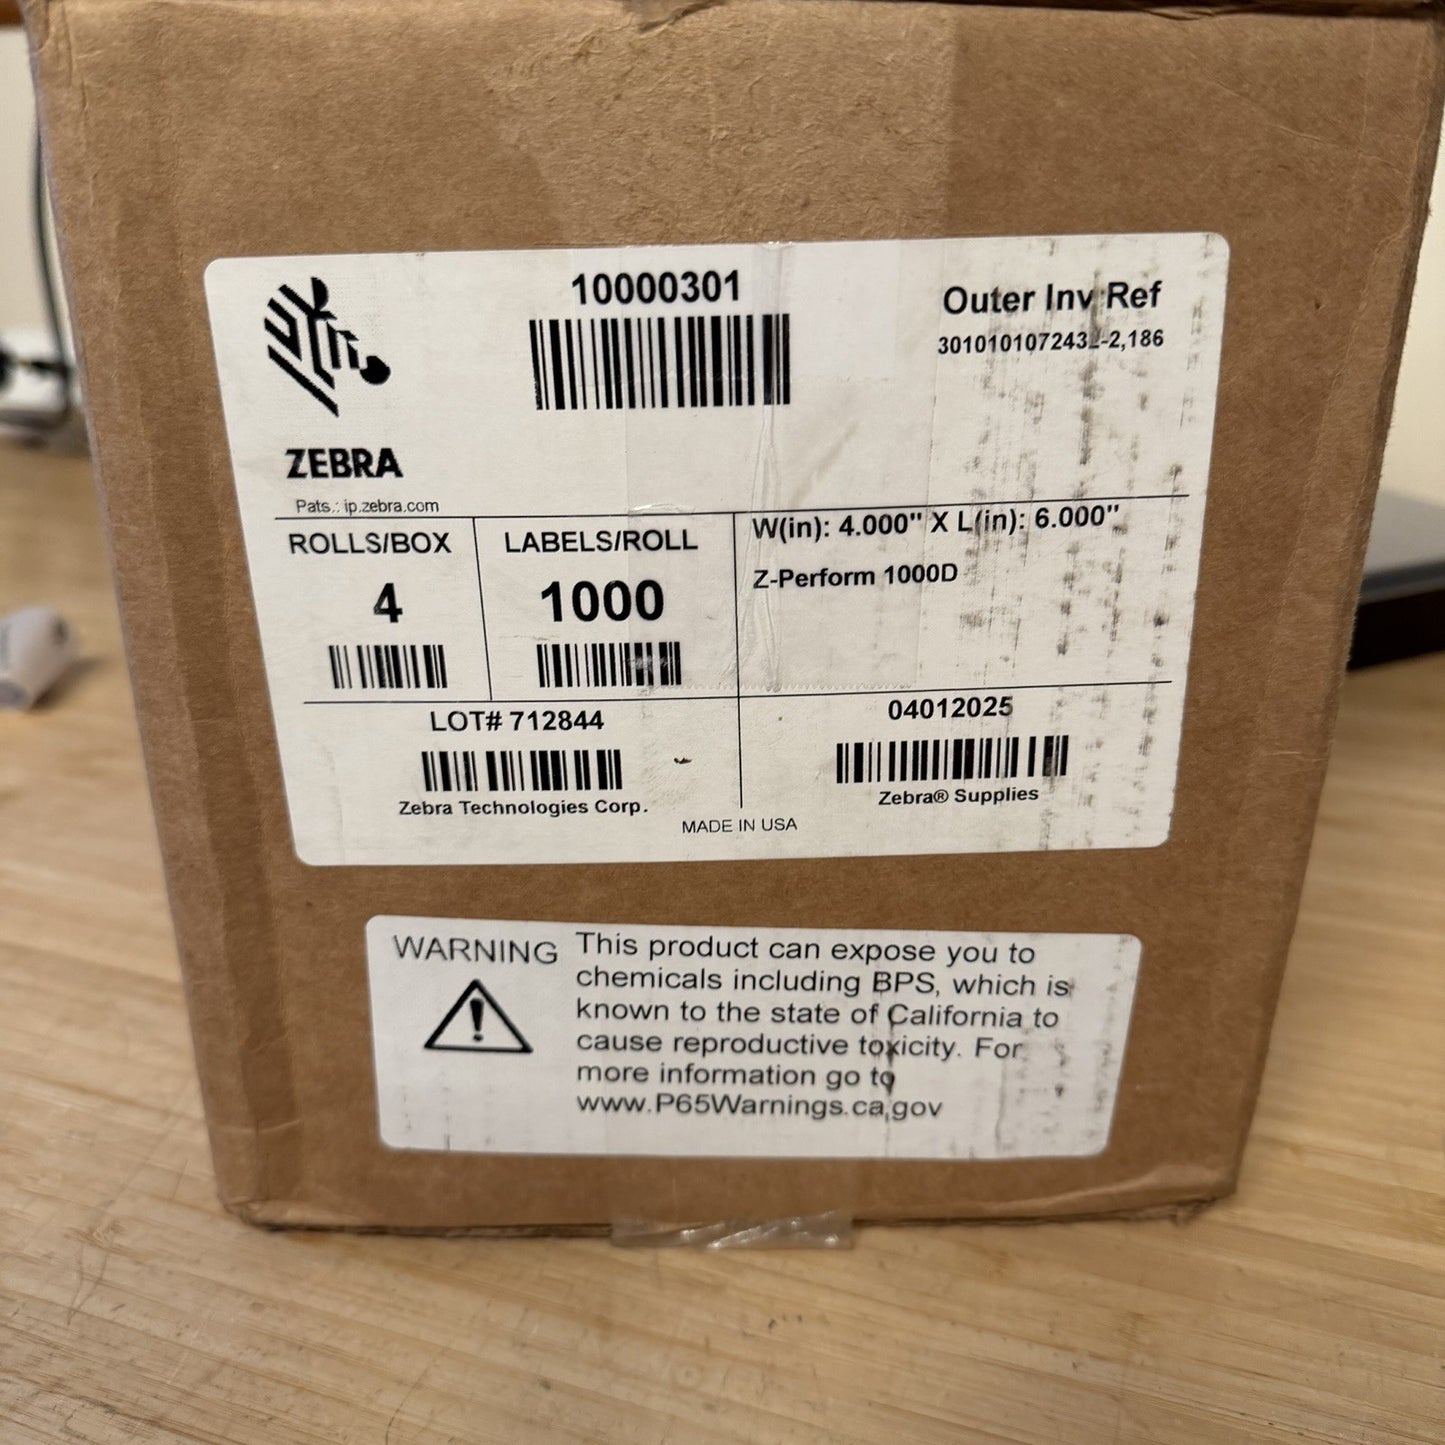 10000301
Outer Inv Ref
ZEBRA
Pats.: ip.zebra.com
ROLLS/BOX
4
LABELS/ROLL
1000
W(in): 4.000" X L(in): 6.000"
Z-Perform 1000D
LOT# 712844
Zebra Technologies Corp.
04012025
Zebra® Supplies
MADE IN USA
WARNING
This product can expose you to
chemicals including BPS, which is
known to the state of California to
cause reproductive toxicity. For
more information go to
www.P65Warnings.ca.gov